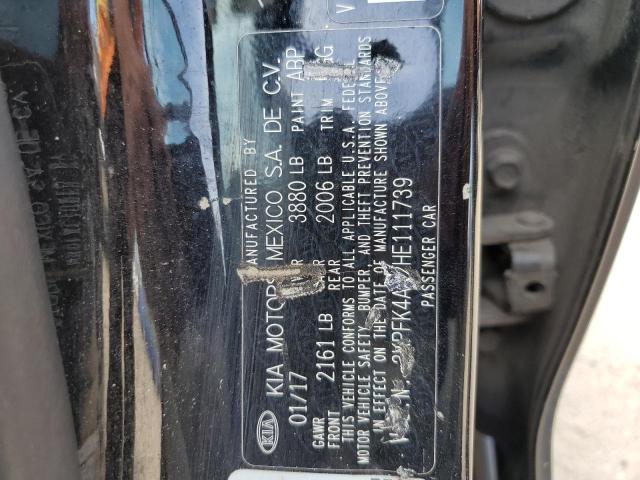 KIA
MANUFACTURED BY
KIA MOTORS MEXICO S.A. DE C.V.
01/17 3880 LB PAINT ABP
GAWR
FRONT 2161 LB REAR 2006 LB TRIM
THIS VEHICLE CONFORMS TO ALL APPLICABLE U.S.A. FEDERAL
MOTOR VEHICLE SAFETY, BUMPER, AND THEFT PREVENTION STANDARDS
IN EFFECT ON THE DATE OF MANUFACTURE SHOWN ABOVE
HE111739
PASSENGER CAR